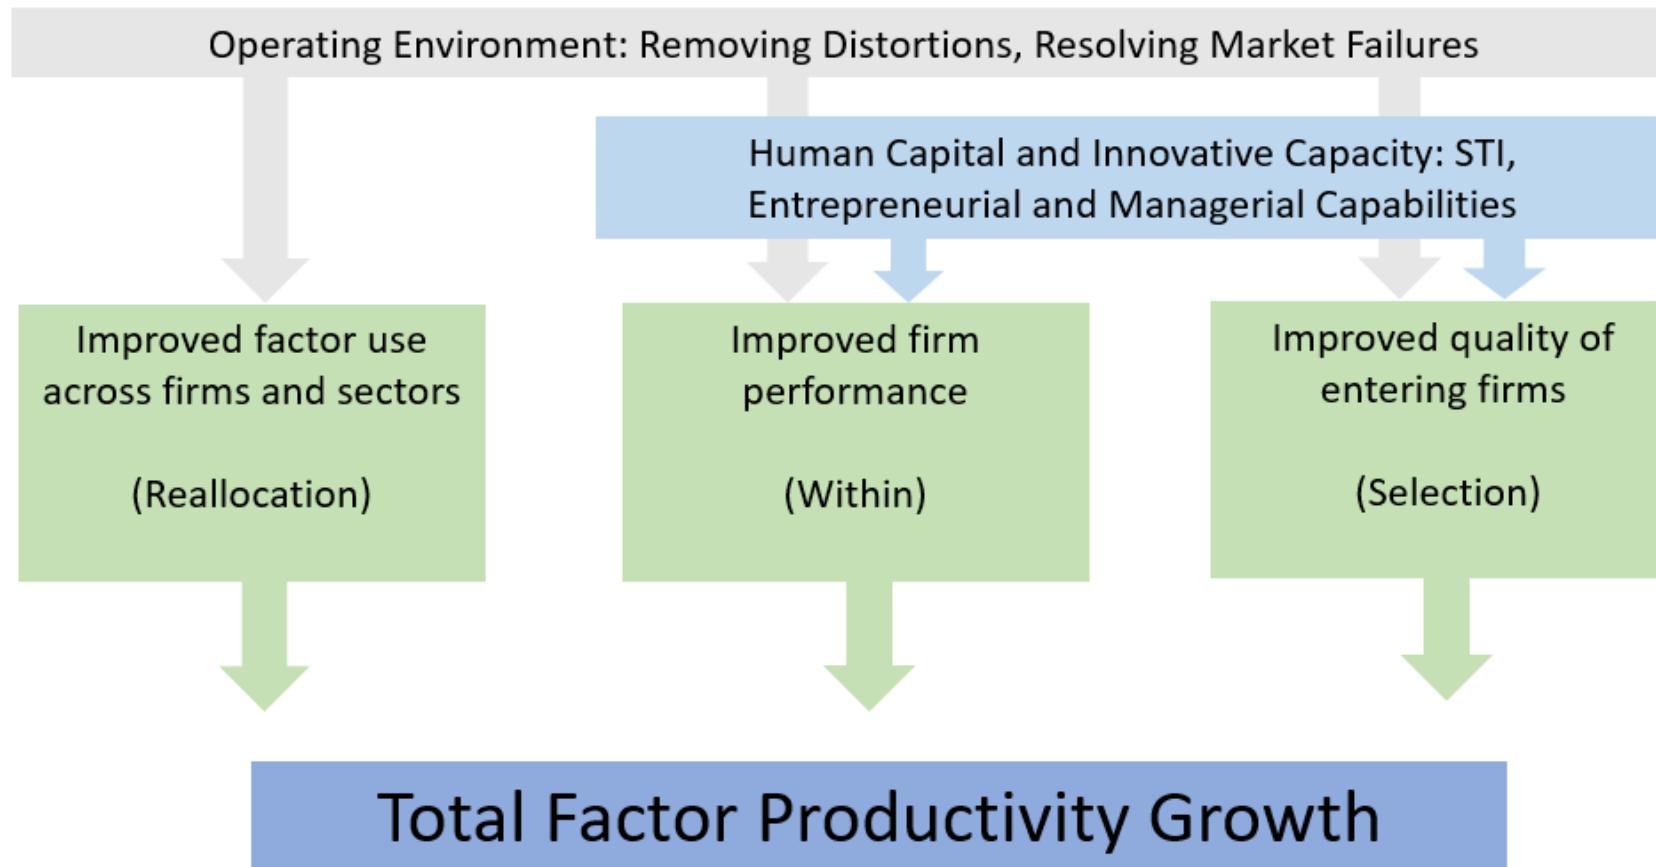 Operating Environment: Removing Distortions, Resolving Market Failures
Human Capital and Innovative Capacity: STI,
Entrepreneurial and Managerial Capabilities
Improved factor use
across firms and sectors
(Reallocation)
Improved firm
performance
(Within)
Improved quality of
entering firms
(Selection)
Total Factor Productivity Growth